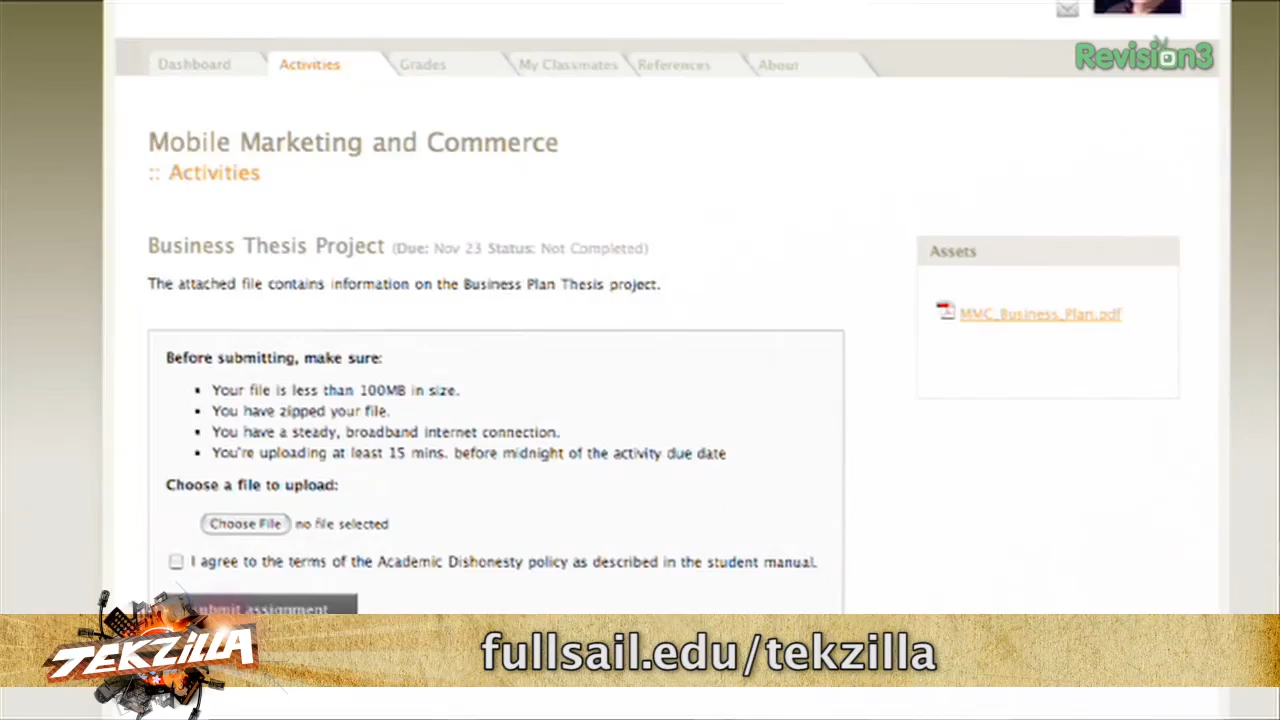 Revision3
Dashboard Activities Grades My Classmates References About
Mobile Marketing and Commerce
:: Activities
Business Thesis Project (Due: Nov 23 Status: Not Completed)
The attached file contains information on the Business Plan Thesis project.
Assets
MMC_Business_Plan.pdf
Before submitting, make sure:
▪ Your file is less than 100MB in size.
▪ You have zipped your file.
▪ You have a steady, broadband internet connection.
▪ You're uploading at least 15 mins. before midnight of the activity due date
Choose a file to upload:
Choose File no file selected
I agree to the terms of the Academic Dishonesty policy as described in the student manual.
submit assignment
TEKZILLA
fullsail.edu/tekzilla